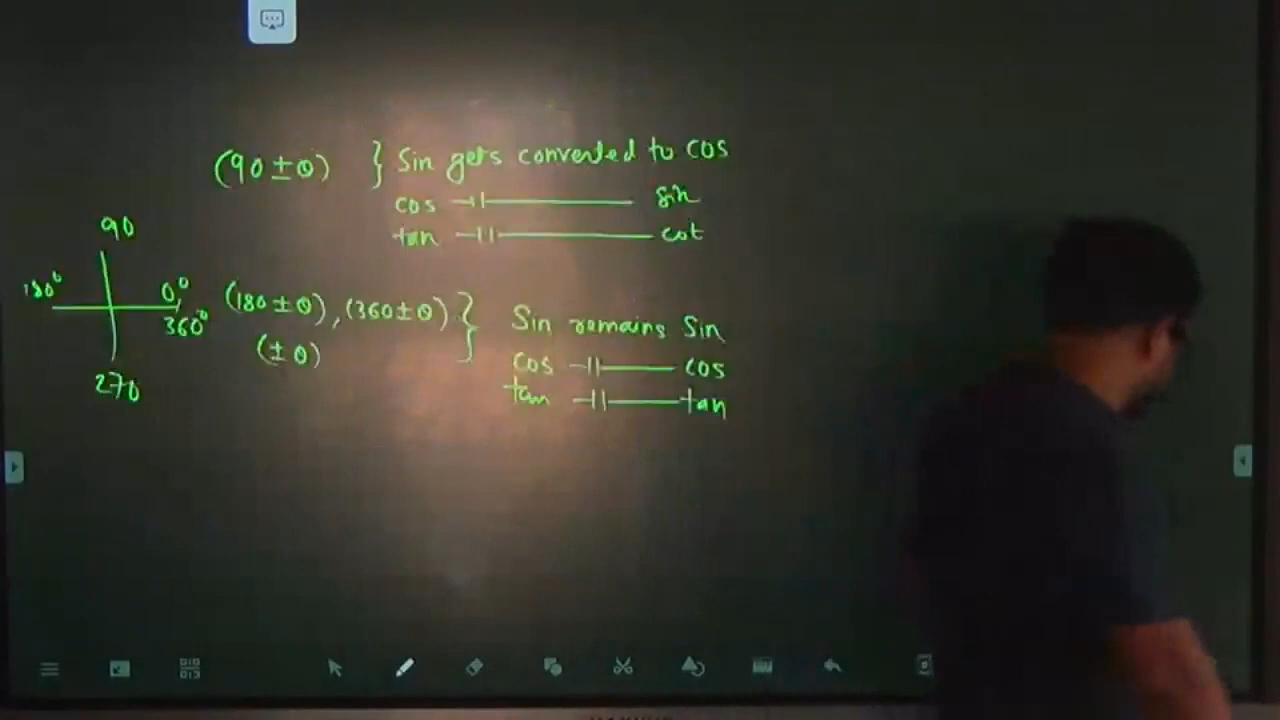 (90 ± θ) } Sin gets converted to cos
cos –||– sin
tan –||– cot
90
180° 0°
360°
270
(180 ± θ), (360 ± θ) } Sin remains Sin
(± θ)
cos –||– cos
tan –||– tan